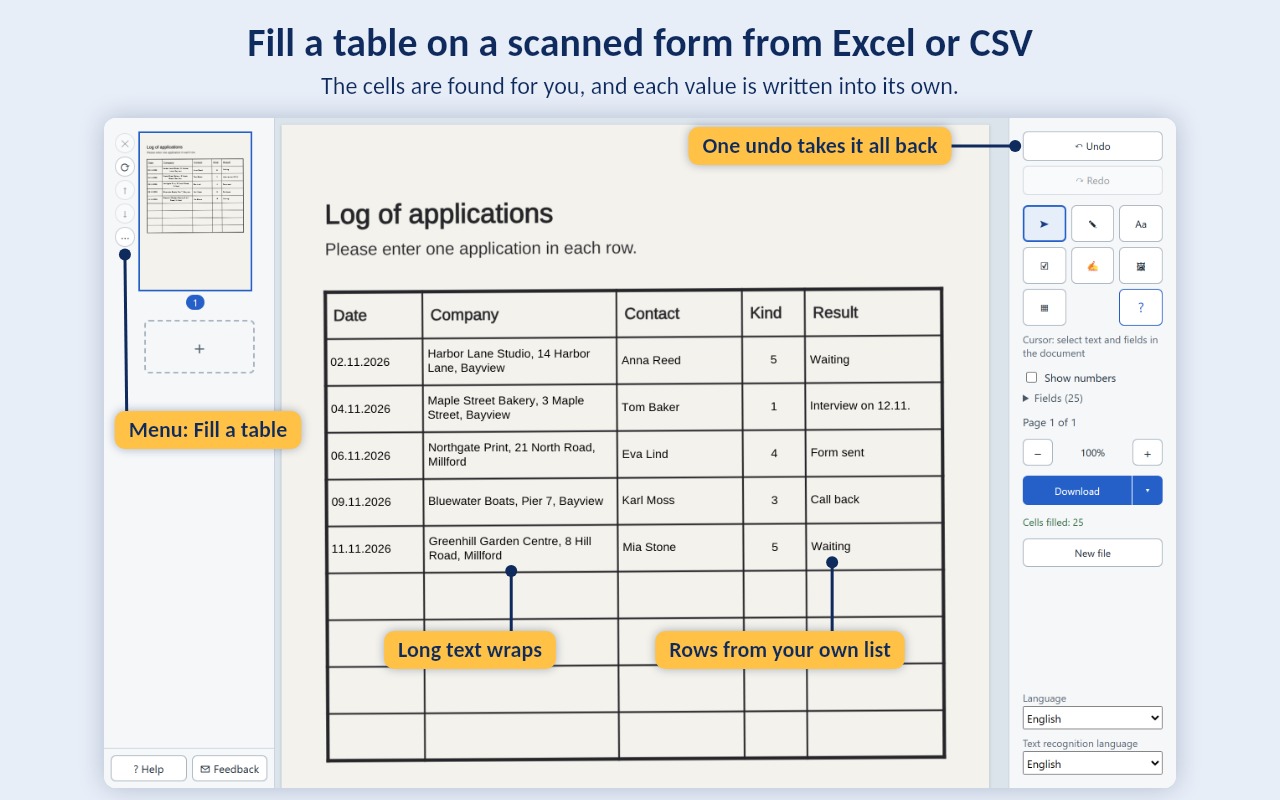 Fill a table on a scanned form from Excel or CSV
The cells are found for you, and each value is written into its own.
One undo takes it all back
Undo
Redo
Aa
?
Log of applications
Please enter one application in each row.
Date Company Contact Kind Result
02.11.2026 Harbor Lane Studio, 14 Harbor Lane, Bayview Anna Reed 5 Waiting
04.11.2026 Maple Street Bakery, 3 Maple Street, Bayview Tom Baker 1 Interview on 12.11.
06.11.2026 Northgate Print, 21 North Road, Millford Eva Lind 4 Form sent
09.11.2026 Bluewater Boats, Pier 7, Bayview Karl Moss 3 Call back
11.11.2026 Greenhill Garden Centre, 8 Hill Road, Millford Mia Stone 5 Waiting
Long text wraps
Rows from your own list
1
+
Menu: Fill a table
? Help
Feedback
Cursor: select text and fields in
the document
Show numbers
Fields (25)
Page 1 of 1
− 100% +
Download
Cells filled: 25
New file
Language
English
Text recognition language
English